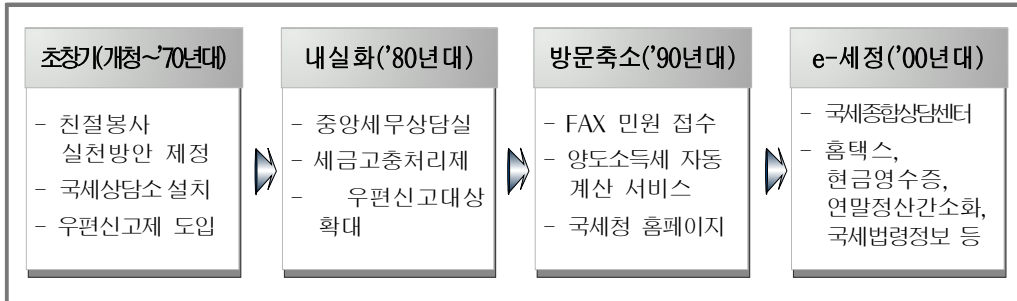 초창기(개청~'70년대)
- 친절봉사
실천방안 제정
- 국세상담소 설치
- 우편신고제 도입
내실화('80년대)
- 중앙세무상담실
- 세금고충처리제
- 우편신고대상
확대
방문축소('90년대)
- FAX 민원 접수
- 양도소득세 자동
계산 서비스
- 국세청 홈페이지
e-세정('00년대)
- 국세종합상담센터
- 홈택스,
현금영수증,
연말정산간소화,
국세법령정보 등